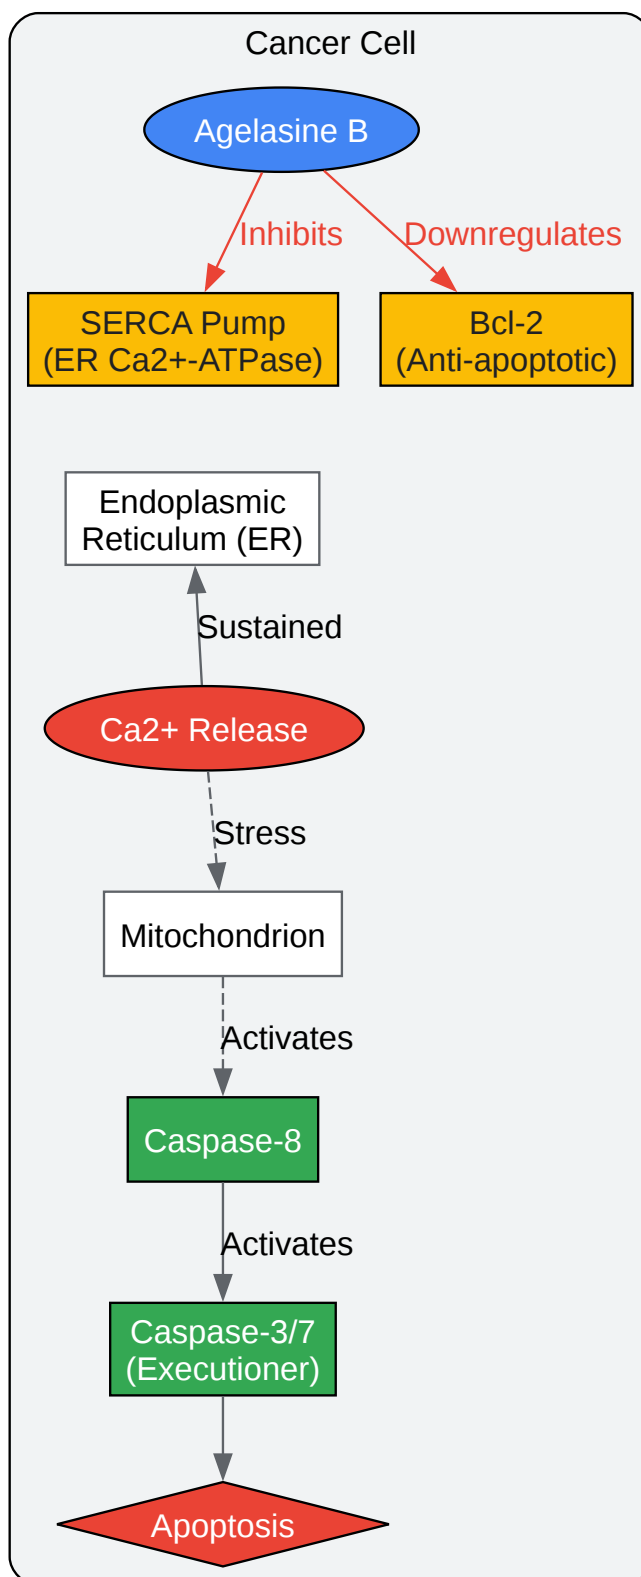 Cancer Cell
Agelasine B
Inhibits
Downregulates
SERCA Pump
(ER Ca2+-ATPase)
Bcl-2
(Anti-apoptotic)
Endoplasmic
Reticulum (ER)
Sustained
Ca2+ Release
Stress
Mitochondrion
Activates
Caspase-8
Activates
Caspase-3/7
(Executioner)
Apoptosis